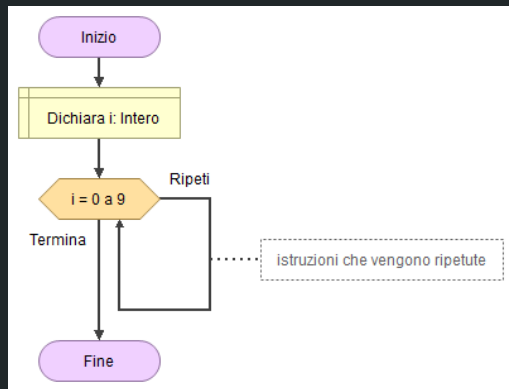 Inizio
Dichiara i: Intero
Ripeti
i = 0 a 9
Termina
istruzioni che vengono ripetute
Fine